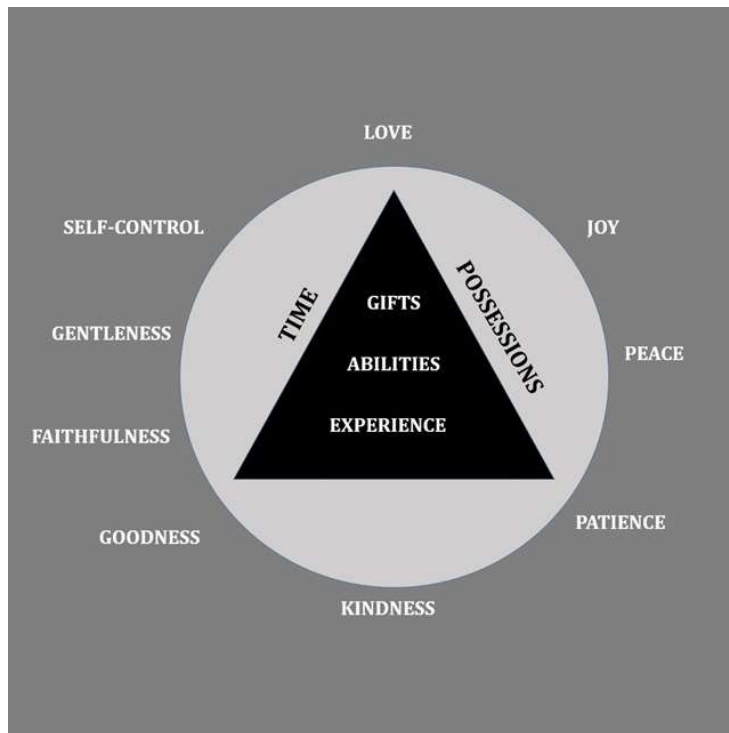 LOVE
SELF-CONTROL
JOY
TIME
POSSESSIONS
GIFTS
GENTLENESS
PEACE
ABILITIES
EXPERIENCE
FAITHFULNESS
PATIENCE
GOODNESS
KINDNESS